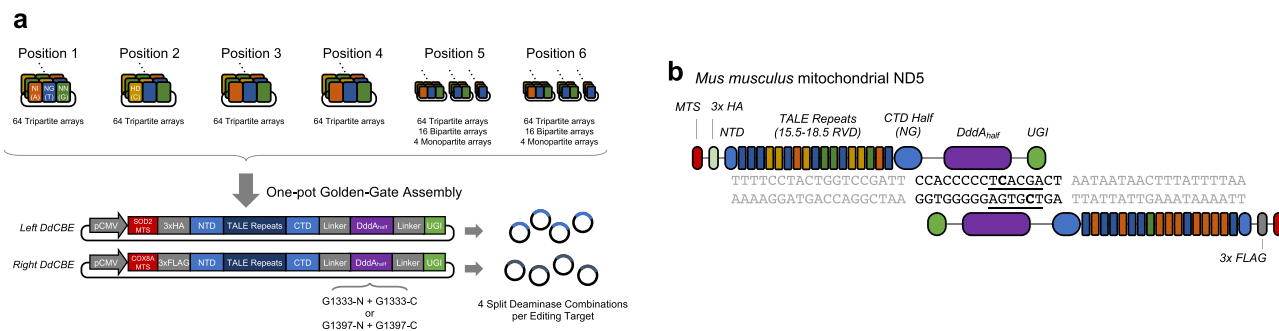 a
Position 1
Position 2
Position 3
Position 4
Position 5
Position 6
NI (A)
NG (T)
NN (G)
HD (C)
64 Tripartite arrays
64 Tripartite arrays
64 Tripartite arrays
64 Tripartite arrays
64 Tripartite arrays
16 Bipartite arrays
4 Monopartite arrays
64 Tripartite arrays
16 Bipartite arrays
4 Monopartite arrays
One-pot Golden-Gate Assembly
Left DdCBE
pCMV
SOD2 MTS
3xHA
NTD
TALE Repeats
CTD
Linker
DddAhalf
Linker
UGI
Right DdCBE
pCMV
COX8A MTS
3xFLAG
NTD
TALE Repeats
CTD
Linker
DddAhalf
Linker
UGI
G1333-N + G1333-C
or
G1397-N + G1397-C
4 Split Deaminase Combinations
per Editing Target
b
Mus musculus mitochondrial ND5
MTS
3x HA
NTD
TALE Repeats
(15.5-18.5 RVD)
CTD Half
(NG)
DddAhalf
UGI
TTTTCCTACTGGTCCGATT CCACCCCCTCACGACT AATAATAACTTTATTTTAA
AAAAGGATGACCAGGCTAA GGTGGGGGAGTGCTGA TTATTATTGAAATAAAATT
3x FLAG